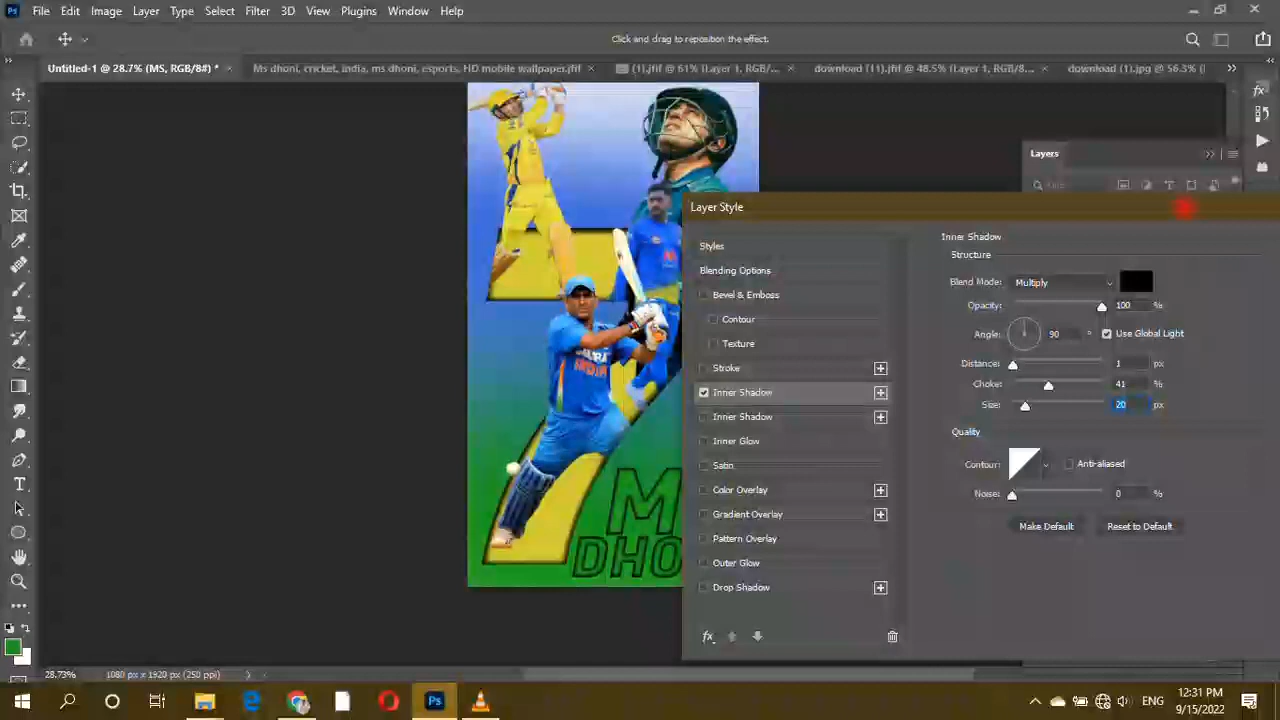 File Edit Image Layer Type Select Filter 3D View Plugins Window Help
Click and drag to reposition the effect.
Untitled-1 @ 28.7% (MS, RGB/8#) *
Ms dhoni, cricket, india, ms dhoni, esports, HD mobile wallpaper.jfif
(1).jfif @ 61% (Layer 1, RGB/...
download (11).jfif @ 48.5% (Layer 1, RGB/8...
download (1).jpg @ 56.3% (
Layers
Layer Style
Styles
Blending Options
Bevel & Emboss
Contour
Texture
Stroke
Inner Shadow
Inner Shadow
Inner Glow
Satin
Color Overlay
Gradient Overlay
Pattern Overlay
Outer Glow
Drop Shadow
fx
Inner Shadow
Structure
Blend Mode: Multiply
Opacity: 100 %
Angle: 90 ° Use Global Light
Distance: 1 px
Choke: 41 %
Size: 20 px
Quality
Contour: Anti-aliased
Noise: 0 %
Make Default Reset to Default
7
INDIA
M
DHO
28.73% 1080 px x 1920 px (250 ppi)
Ps
ENG
12:31 PM
9/15/2022